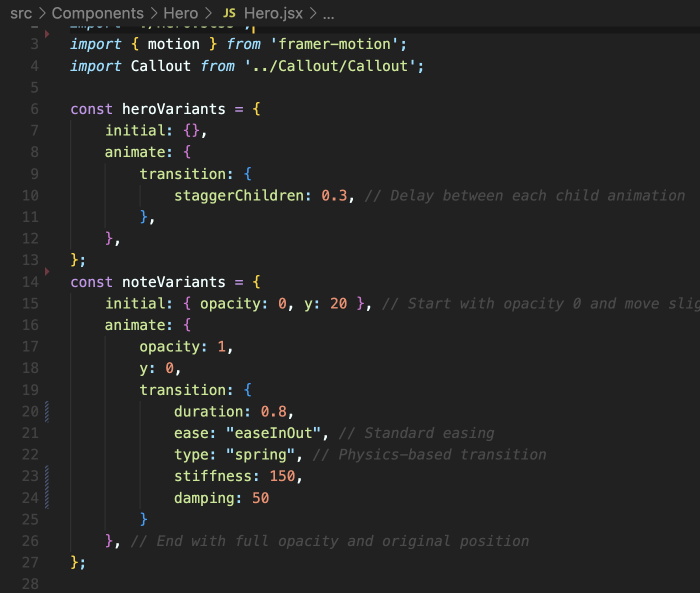 src > Components > Hero > JS Hero.jsx > ...
3 import { motion } from 'framer-motion';
4 import Callout from '../Callout/Callout';
5
6 const heroVariants = {
7 initial: {},
8 animate: {
9 transition: {
10 staggerChildren: 0.3, // Delay between each child animation
11 },
12 },
13 };
14 const noteVariants = {
15 initial: { opacity: 0, y: 20 }, // Start with opacity 0 and move
16 animate: {
17 opacity: 1,
18 y: 0,
19 transition: {
20 duration: 0.8,
21 ease: "easeInOut", // Standard easing
22 type: "spring", // Physics-based transition
23 stiffness: 150,
24 damping: 50
25 }
26 }, // End with full opacity and original position
27 };
28